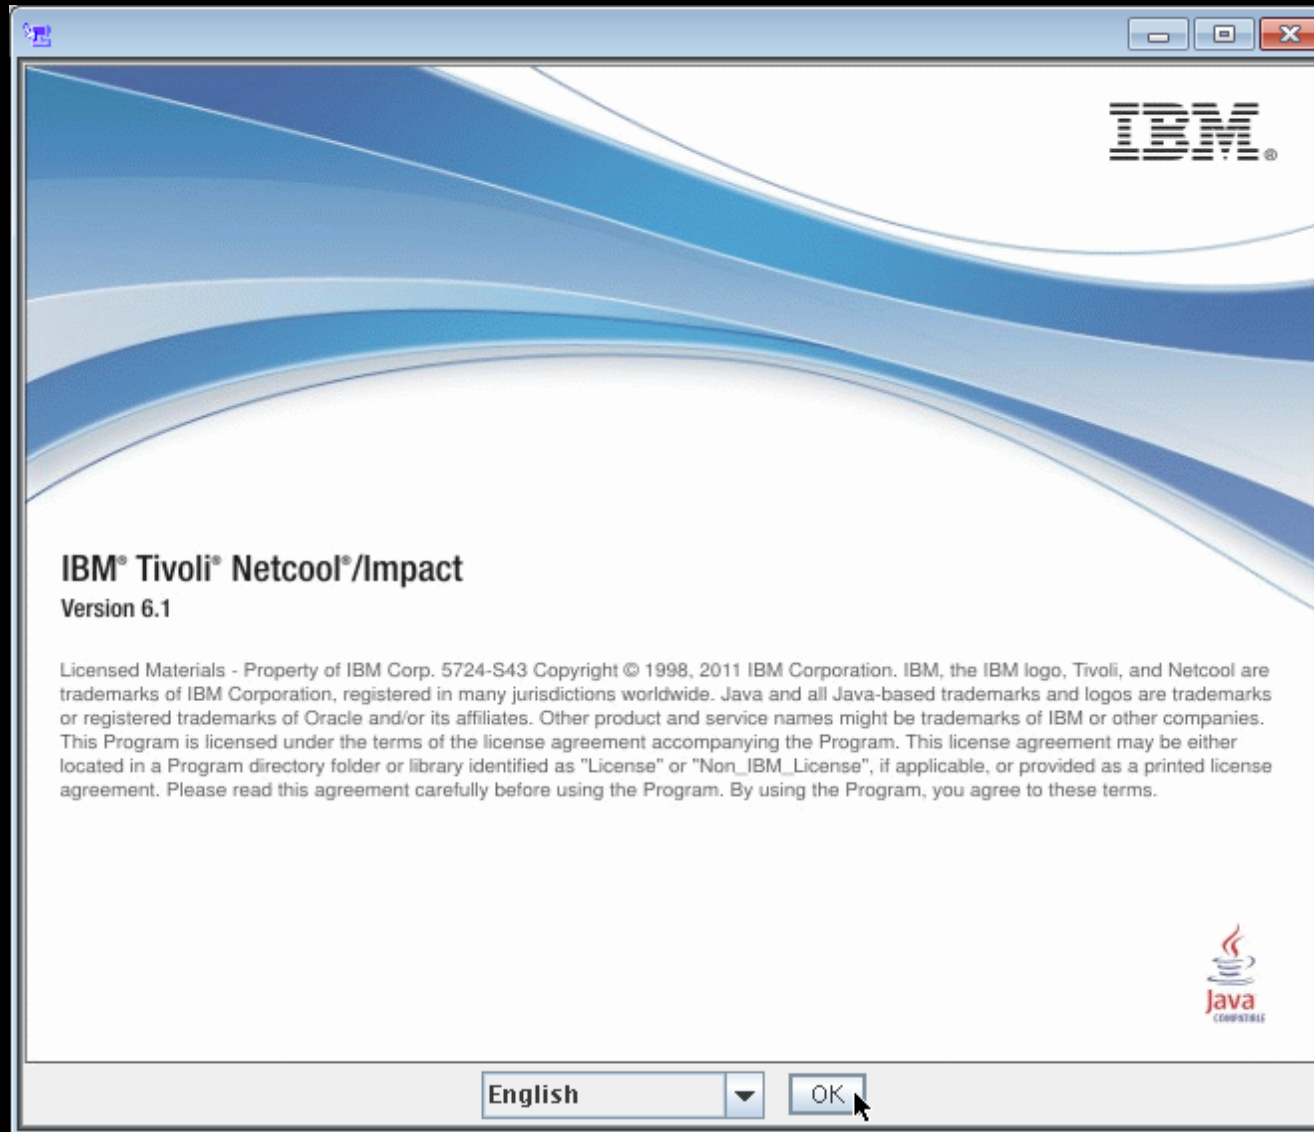 IBM®
IBM® Tivoli® Netcool®/Impact
Version 6.1
Licensed Materials - Property of IBM Corp. 5724-S43 Copyright © 1998, 2011 IBM Corporation. IBM, the IBM logo, Tivoli, and Netcool are
trademarks of IBM Corporation, registered in many jurisdictions worldwide. Java and all Java-based trademarks and logos are trademarks
or registered trademarks of Oracle and/or its affiliates. Other product and service names might be trademarks of IBM or other companies.
This Program is licensed under the terms of the license agreement accompanying the Program. This license agreement may be either
located in a Program directory folder or library identified as "License" or "Non_IBM_License", if applicable, or provided as a printed license
agreement. Please read this agreement carefully before using the Program. By using the Program, you agree to these terms.
Java
COMPATIBLE
English
OK